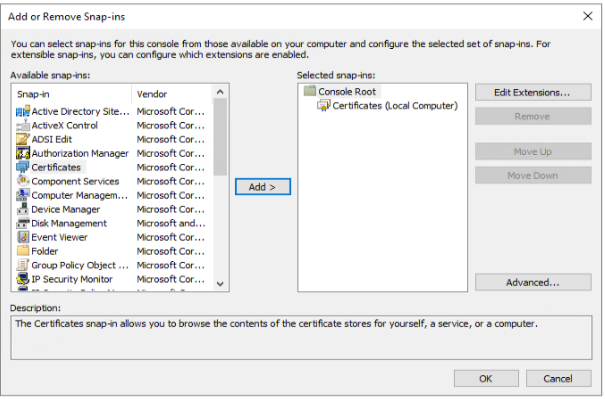 Add or Remove Snap-ins
You can select snap-ins for this console from those available on your computer and configure the selected set of snap-ins. For
extensible snap-ins, you can configure which extensions are enabled.
Available snap-ins:
Snap-in Vendor
Active Directory Site... Microsoft Cor...
ActiveX Control Microsoft Cor...
ADSI Edit Microsoft Cor...
Authorization Manager Microsoft Cor...
Certificates Microsoft Cor...
Component Services Microsoft Cor...
Computer Managem... Microsoft Cor...
Device Manager Microsoft Cor...
Disk Management Microsoft and...
Event Viewer Microsoft Cor...
Folder Microsoft Cor...
Group Policy Object ... Microsoft Cor...
IP Security Monitor Microsoft Cor...
Add >
Selected snap-ins:
Console Root
Certificates (Local Computer)
Edit Extensions...
Remove
Move Up
Move Down
Advanced...
Description:
The Certificates snap-in allows you to browse the contents of the certificate stores for yourself, a service, or a computer.
OK
Cancel